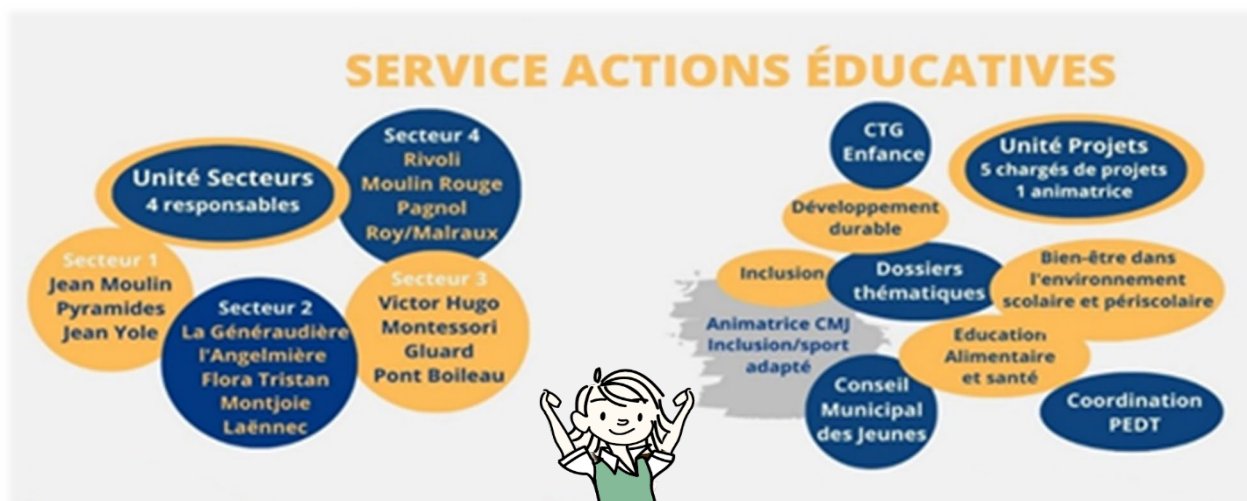 SERVICE ACTIONS ÉDUCATIVES
Unité Secteurs
4 responsables
Secteur 4
Rivoli
Moulin Rouge
Pagnol
Roy/Malraux
Secteur 1
Jean Moulin
Pyramides
Jean Yole
Secteur 2
La Généraudière
l'Angelmière
Flora Tristan
Montjoie
Laënnec
Secteur 3
Victor Hugo
Montessori
Gluard
Pont Boileau
CTG
Enfance
Unité Projets
5 chargés de projets
1 animatrice
Développement
durable
Inclusion
Dossiers
thématiques
Bien-être dans
l'environnement
scolaire et périscolaire
Animatrice CMJ
Inclusion/sport
adapté
Education
Alimentaire
et santé
Conseil
Municipal
des Jeunes
Coordination
PEDT